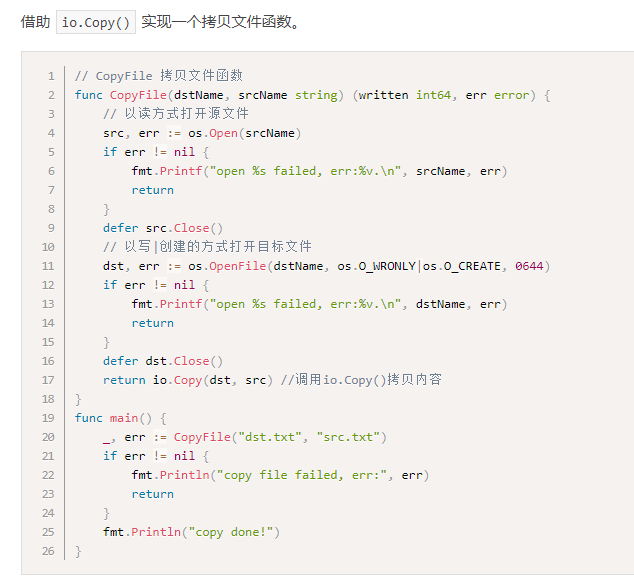 借助 io.Copy() 实现一个拷贝文件函数。
1 // CopyFile 拷贝文件函数
2 func CopyFile(dstName, srcName string) (written int64, err error) {
3     // 以读方式打开源文件
4     src, err := os.Open(srcName)
5     if err != nil {
6         fmt.Printf("open %s failed, err:%v.\n", srcName, err)
7         return
8     }
9     defer src.Close()
10     // 以写|创建的方式打开目标文件
11     dst, err := os.OpenFile(dstName, os.O_WRONLY|os.O_CREATE, 0644)
12     if err != nil {
13         fmt.Printf("open %s failed, err:%v.\n", dstName, err)
14         return
15     }
16     defer dst.Close()
17     return io.Copy(dst, src) //调用io.Copy()拷贝内容
18 }
19 func main() {
20     _, err := CopyFile("dst.txt", "src.txt")
21     if err != nil {
22         fmt.Println("copy file failed, err:", err)
23         return
24     }
25     fmt.Println("copy done!")
26 }